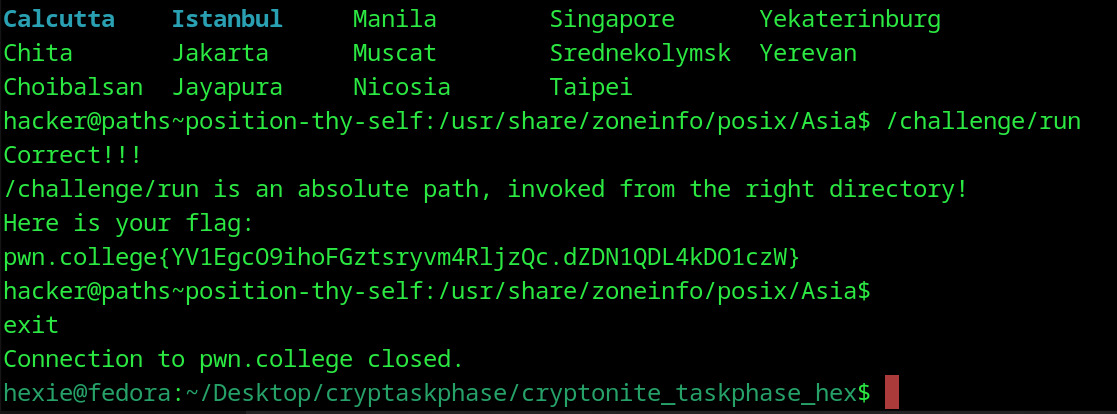 Calcutta Istanbul Manila Singapore Yekaterinburg
Chita Jakarta Muscat Srednekolymsk Yerevan
Choibalsan Jayapura Nicosia Taipei
hacker@paths~position-thy-self:/usr/share/zoneinfo/posix/Asia$ /challenge/run
Correct!!!
/challenge/run is an absolute path, invoked from the right directory!
Here is your flag:
pwn.college{YV1EgcO9ihoFGztsryvm4RljzQc.dZDN1QDL4kDO1czW}
hacker@paths~position-thy-self:/usr/share/zoneinfo/posix/Asia$
exit
Connection to pwn.college closed.
hexie@fedora:~/Desktop/cryptaskphase/cryptonite_taskphase_hex$